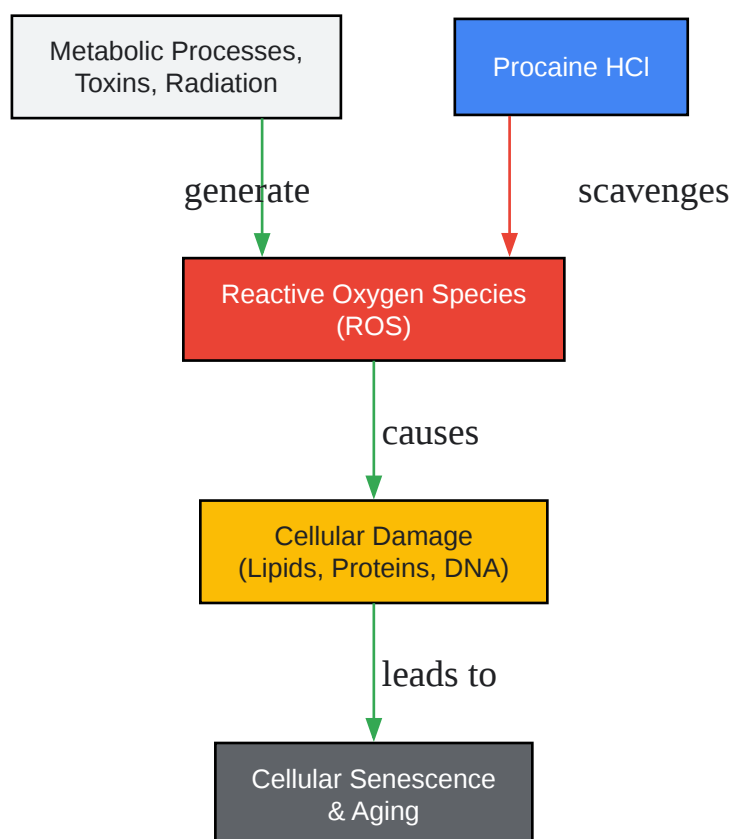 Metabolic Processes,
Toxins, Radiation
Procaine HCl
generate
scavenges
Reactive Oxygen Species
(ROS)
causes
Cellular Damage
(Lipids, Proteins, DNA)
leads to
Cellular Senescence
& Aging